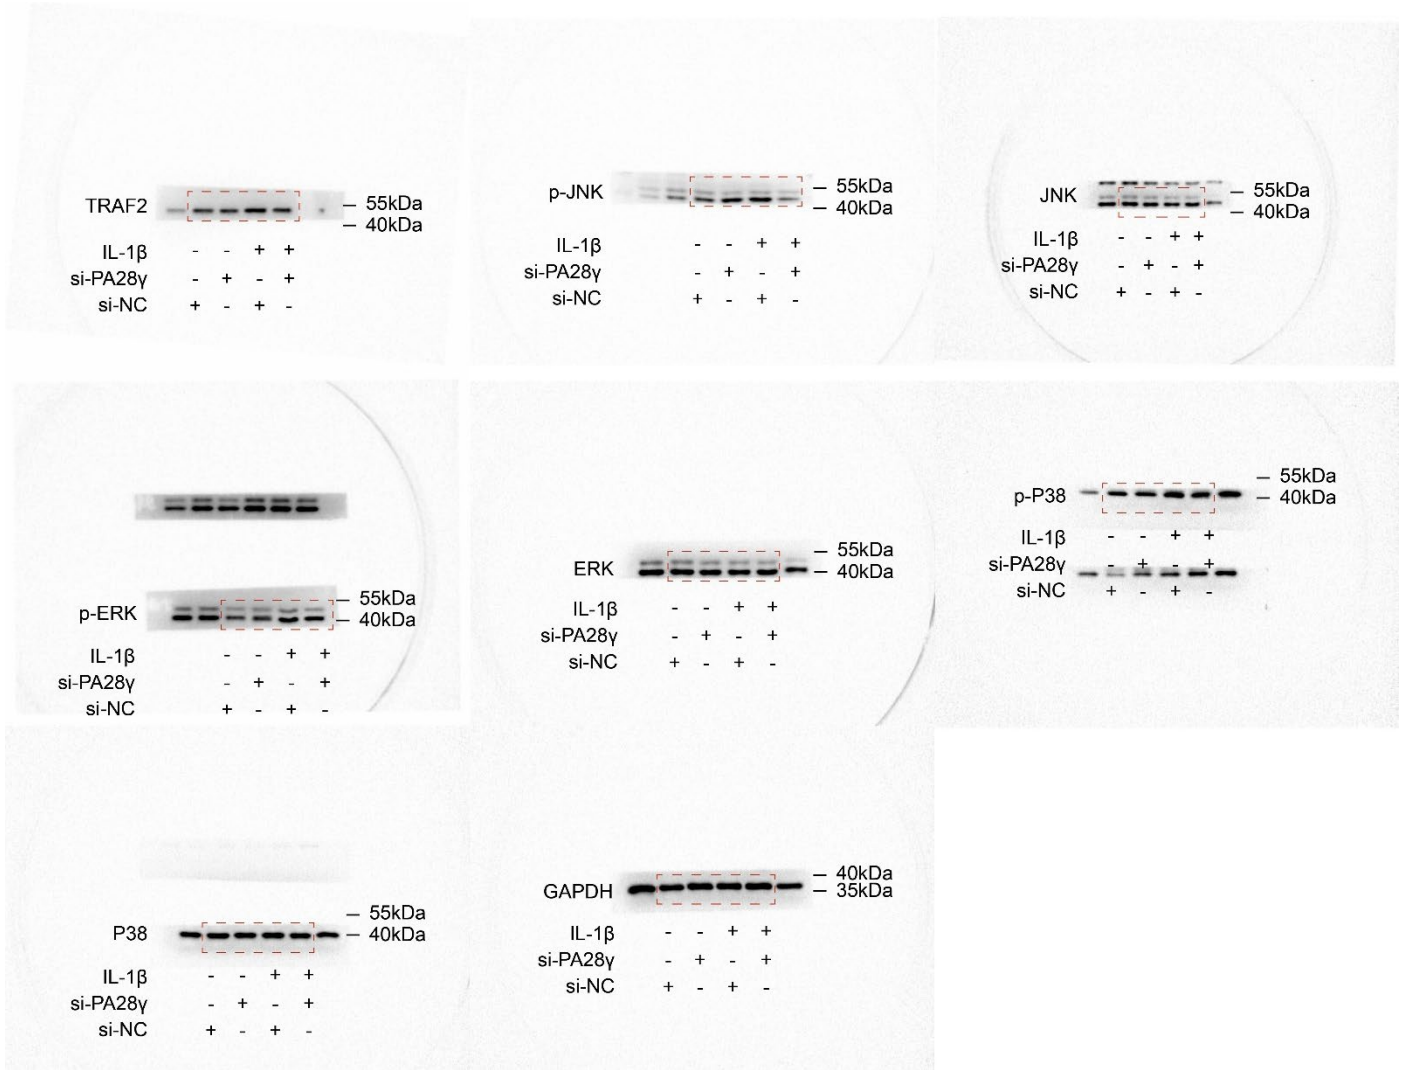 TRAF2
— 55kDa
— 40kDa
IL-1β - - + +
si-PA28γ - + - +
si-NC + - + -
p-JNK
— 55kDa
— 40kDa
IL-1β - - + +
si-PA28γ - + - +
si-NC + - + -
JNK
— 55kDa
— 40kDa
IL-1β - - + +
si-PA28γ - + - +
si-NC + - + -
p-ERK
— 55kDa
— 40kDa
IL-1β - - + +
si-PA28γ - + - +
si-NC + - + -
ERK
— 55kDa
— 40kDa
IL-1β - - + +
si-PA28γ - + - +
si-NC + - + -
p-P38
— 55kDa
— 40kDa
IL-1β - - + +
si-PA28γ - + - +
si-NC + - + -
P38
— 55kDa
— 40kDa
IL-1β - - + +
si-PA28γ - + - +
si-NC + - + -
GAPDH
— 40kDa
— 35kDa
IL-1β - - + +
si-PA28γ - + - +
si-NC + - + -